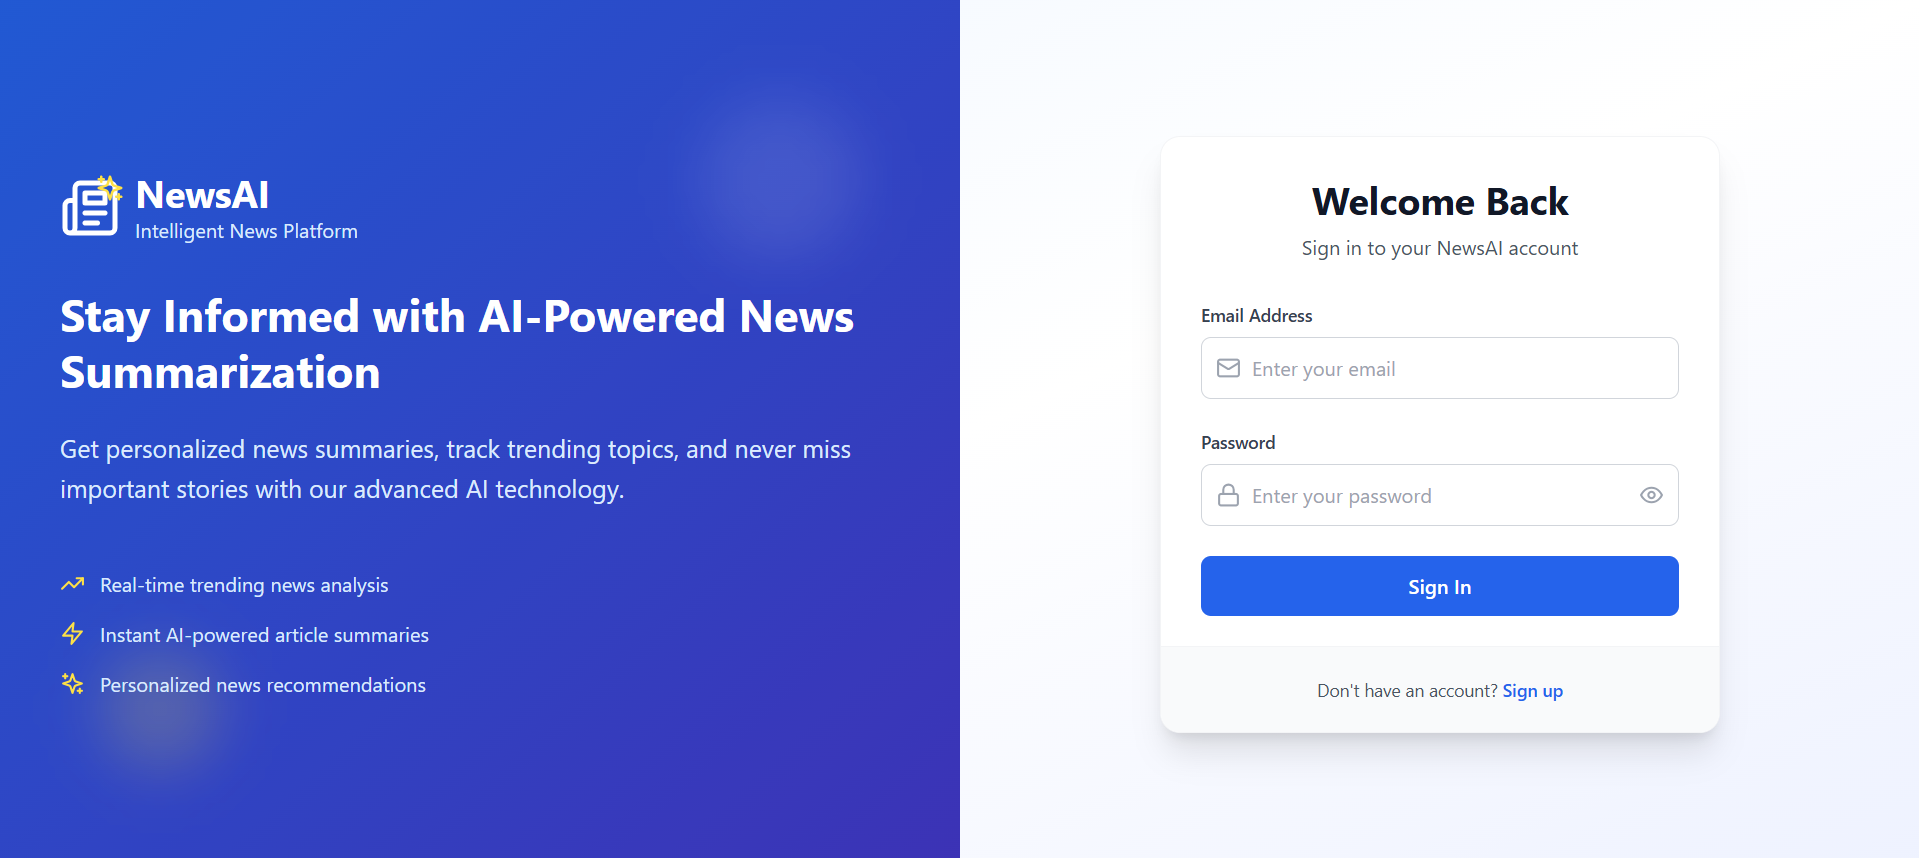 NewsAI
Intelligent News Platform
Stay Informed with AI-Powered News
Summarization
Get personalized news summaries, track trending topics, and never miss
important stories with our advanced AI technology.
Real-time trending news analysis
Instant AI-powered article summaries
Personalized news recommendations
Welcome Back
Sign in to your NewsAI account
Email Address
Enter your email
Password
Enter your password
Sign In
Don't have an account? Sign up